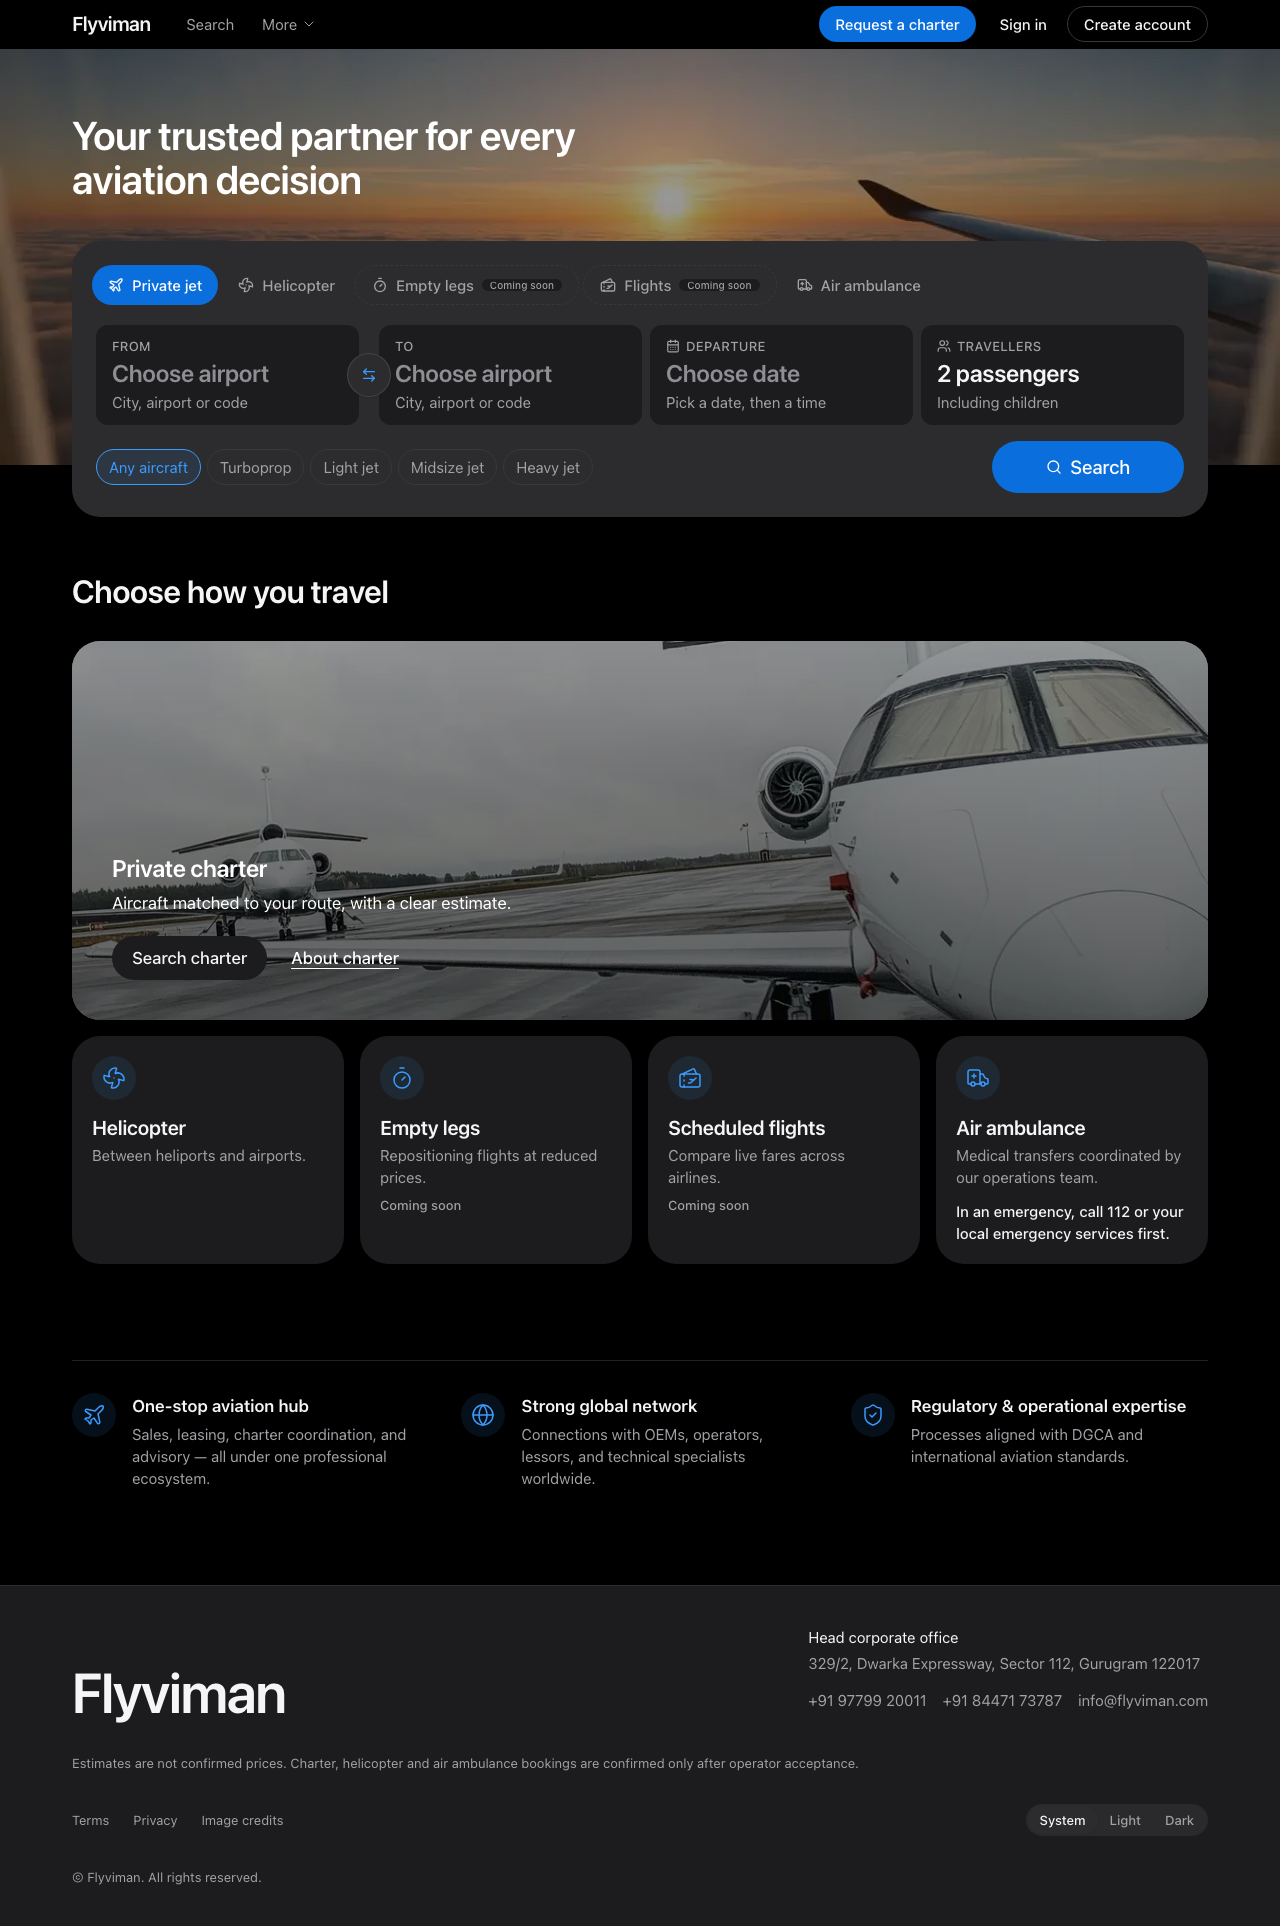 Flyviman
Search
More
Request a charter
Sign in
Create account
Your trusted partner for every
aviation decision
Private jet
Helicopter
Empty legs
Coming soon
Flights
Coming soon
Air ambulance
FROM
Choose airport
City, airport or code
TO
Choose airport
City, airport or code
DEPARTURE
Choose date
Pick a date, then a time
TRAVELLERS
2 passengers
Including children
Any aircraft
Turboprop
Light jet
Midsize jet
Heavy jet
Search
Choose how you travel
Private charter
Aircraft matched to your route, with a clear estimate.
Search charter
About charter
Helicopter
Between heliports and airports.
Empty legs
Repositioning flights at reduced
prices.
Coming soon
Scheduled flights
Compare live fares across
airlines.
Coming soon
Air ambulance
Medical transfers coordinated by
our operations team.
In an emergency, call 112 or your
local emergency services first.
One-stop aviation hub
Sales, leasing, charter coordination, and
advisory — all under one professional
ecosystem.
Strong global network
Connections with OEMs, operators,
lessors, and technical specialists
worldwide.
Regulatory & operational expertise
Processes aligned with DGCA and
international aviation standards.
Flyviman
Head corporate office
329/2, Dwarka Expressway, Sector 112, Gurugram 122017
+91 97799 20011
+91 84471 73787
info@flyviman.com
Estimates are not confirmed prices. Charter, helicopter and air ambulance bookings are confirmed only after operator acceptance.
Terms
Privacy
Image credits
System
Light
Dark
© Flyviman. All rights reserved.